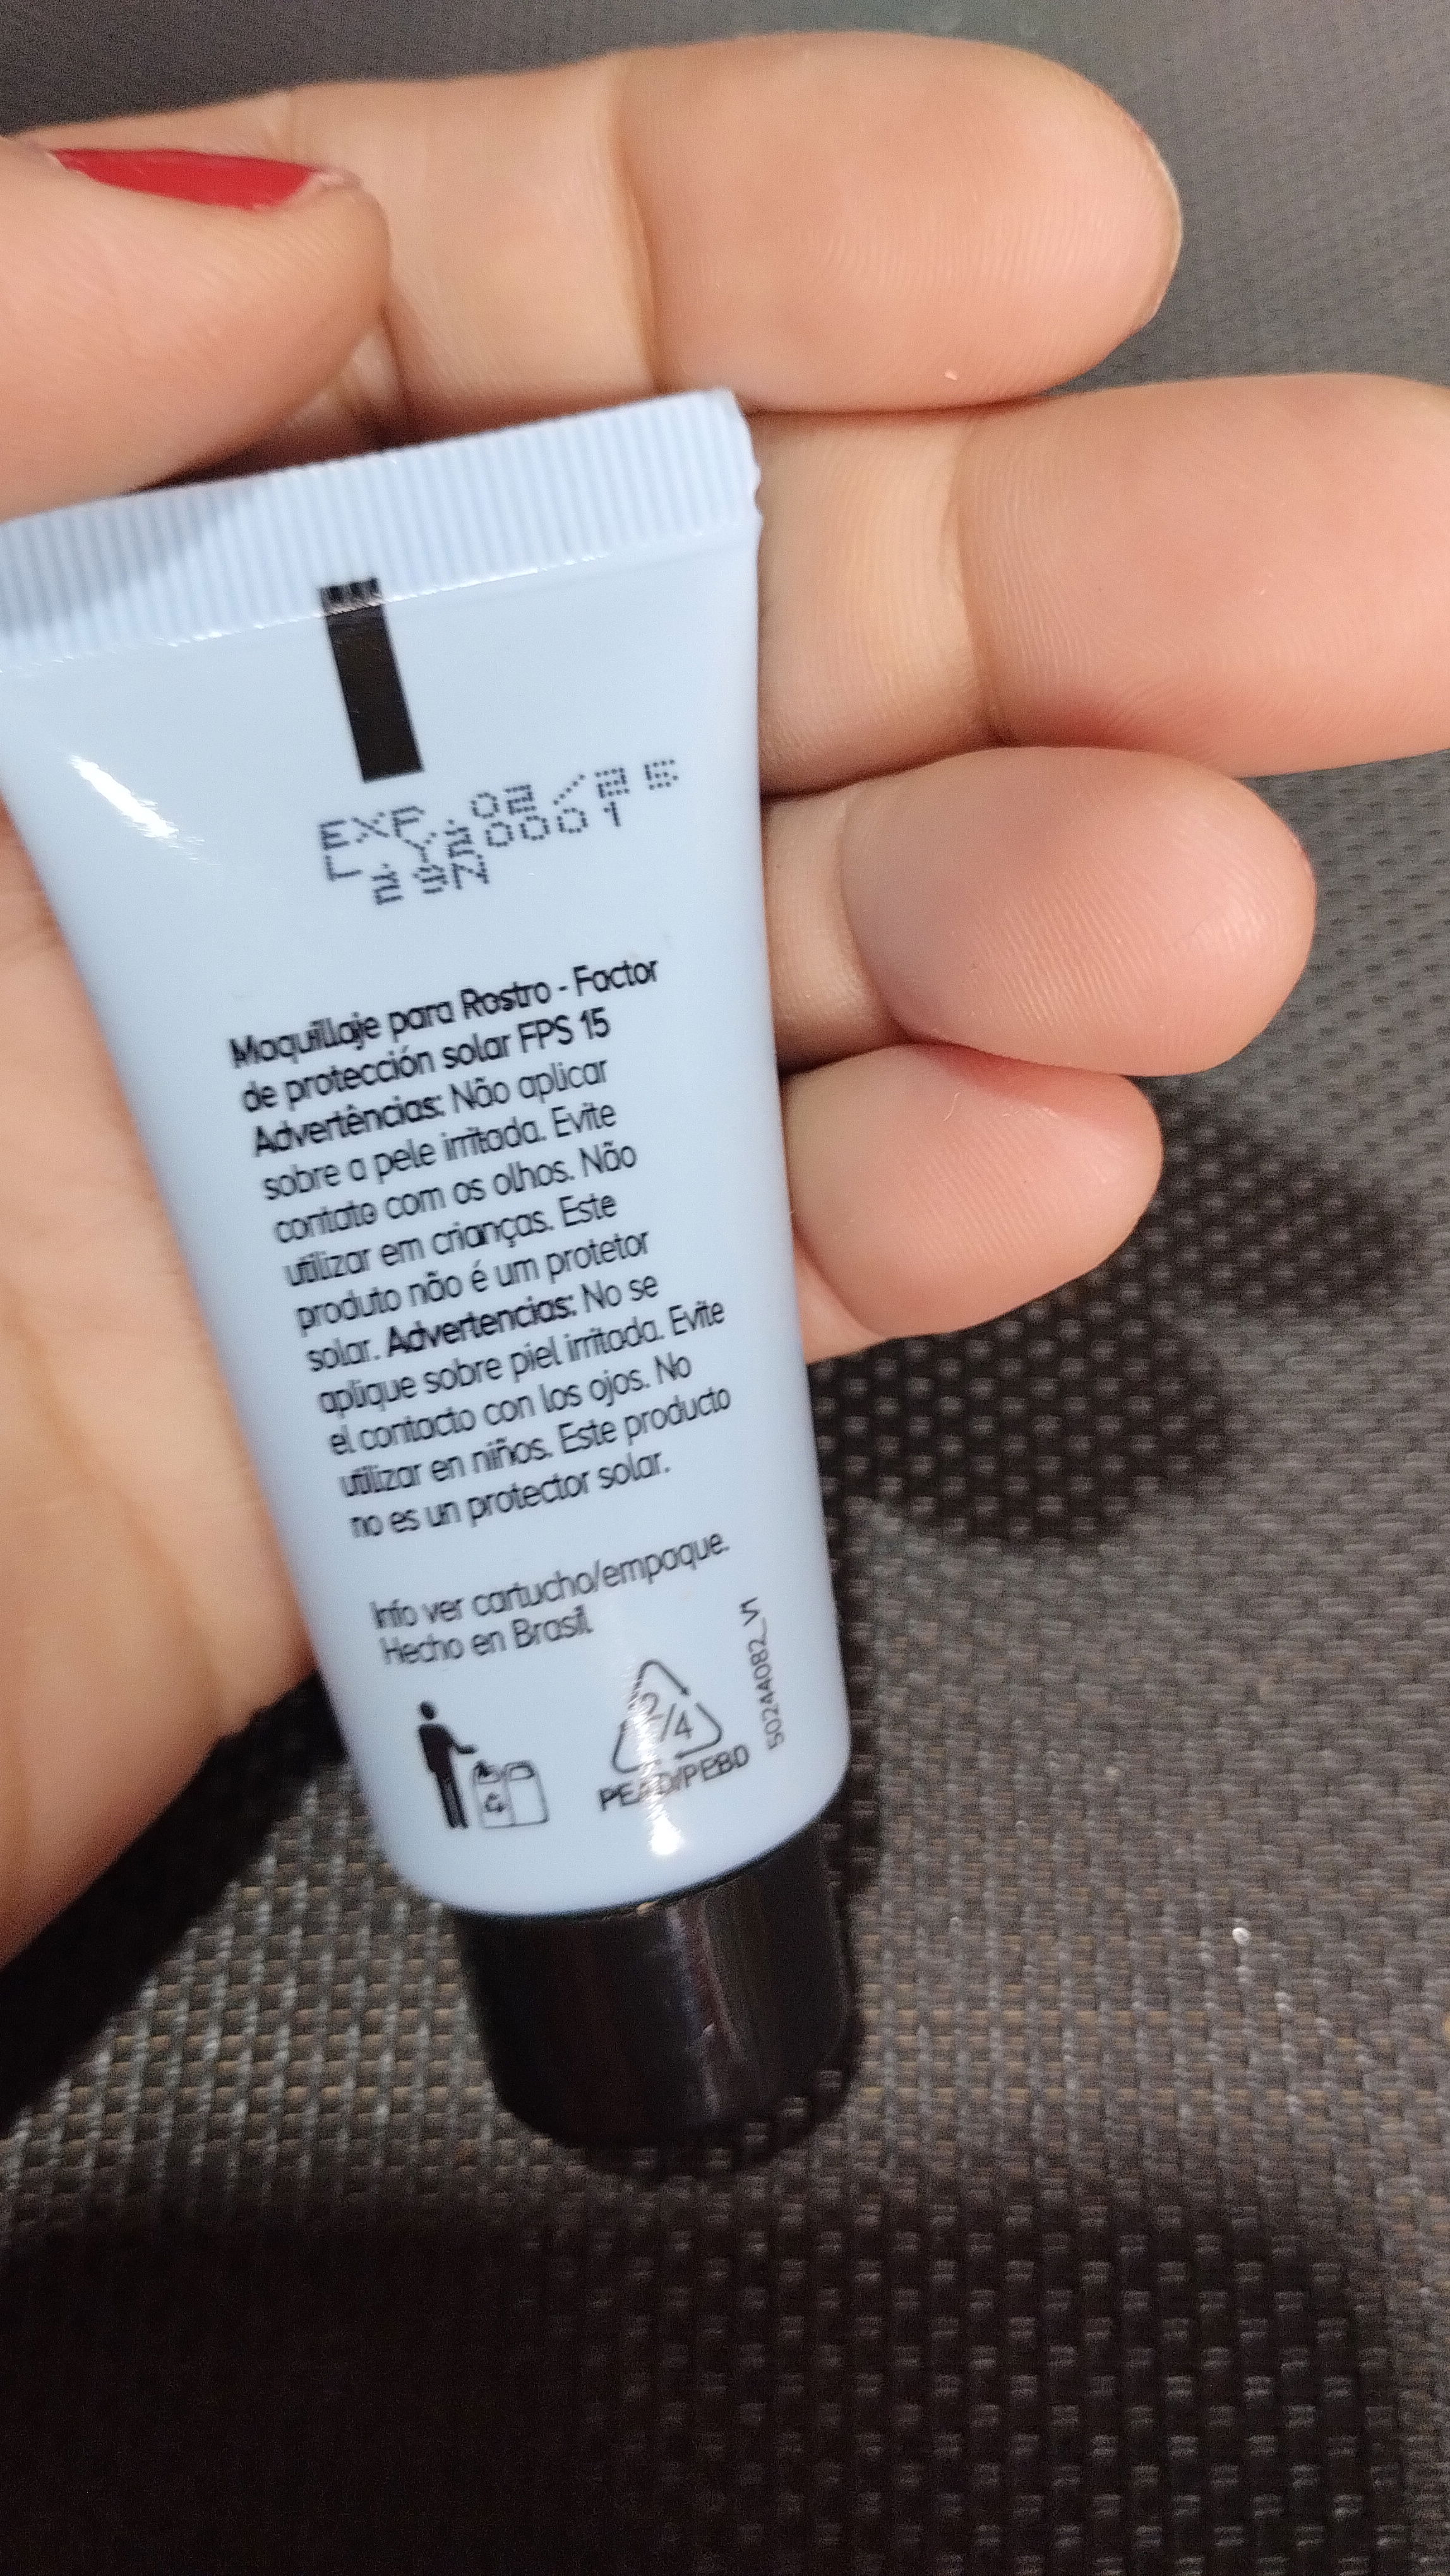 EXP.:02/25
L.:Y20001
23N
Maquillaje para Rostro - Factor
de protección solar FPS 15
Advertências: Não aplicar
sobre a pele irritada. Evite
contato com os olhos. Não
utilizar em crianças. Este
produto não é um protetor
solar. Advertencias: No se
aplique sobre piel irritada. Evite
el contacto con los ojos. No
utilizar en niños. Este producto
no es un protector solar.
Info ver cartucho/empaque.
Hecho en Brasil.
2/4
PEAD/PEBD
50244082_V1